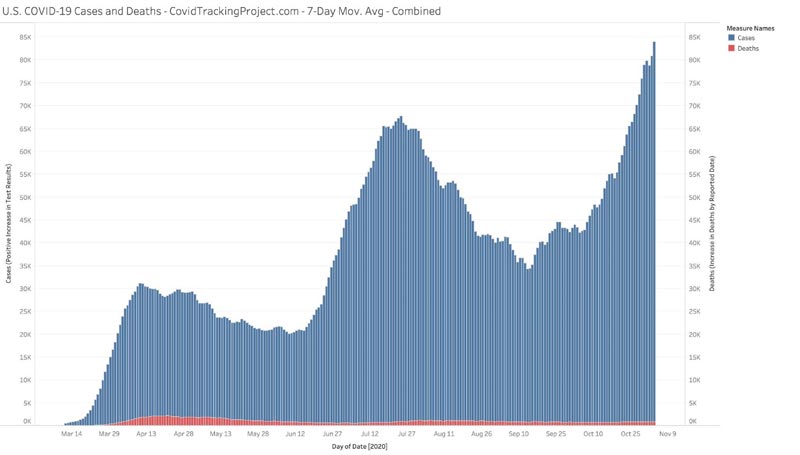 U.S. COVID-19 Cases and Deaths - CovidTrackingProject.com - 7-Day Mov. Avg - Combined
Measure Names
Cases
Deaths
85K
80K
75K
70K
65K
60K
55K
50K
45K
40K
35K
30K
25K
20K
15K
10K
5K
0K
Cases (Positive Increase in Test Results)
85K
80K
75K
70K
65K
60K
55K
50K
45K
40K
35K
30K
25K
20K
15K
10K
5K
0K
Deaths (Increase in Deaths by Reported Date)
Mar 14 Mar 29 Apr 13 Apr 28 May 13 May 28 Jun 12 Jun 27 Jul 12 Jul 27 Aug 11 Aug 26 Sep 10 Sep 25 Oct 10 Oct 25 Nov 9
Day of Date [2020]